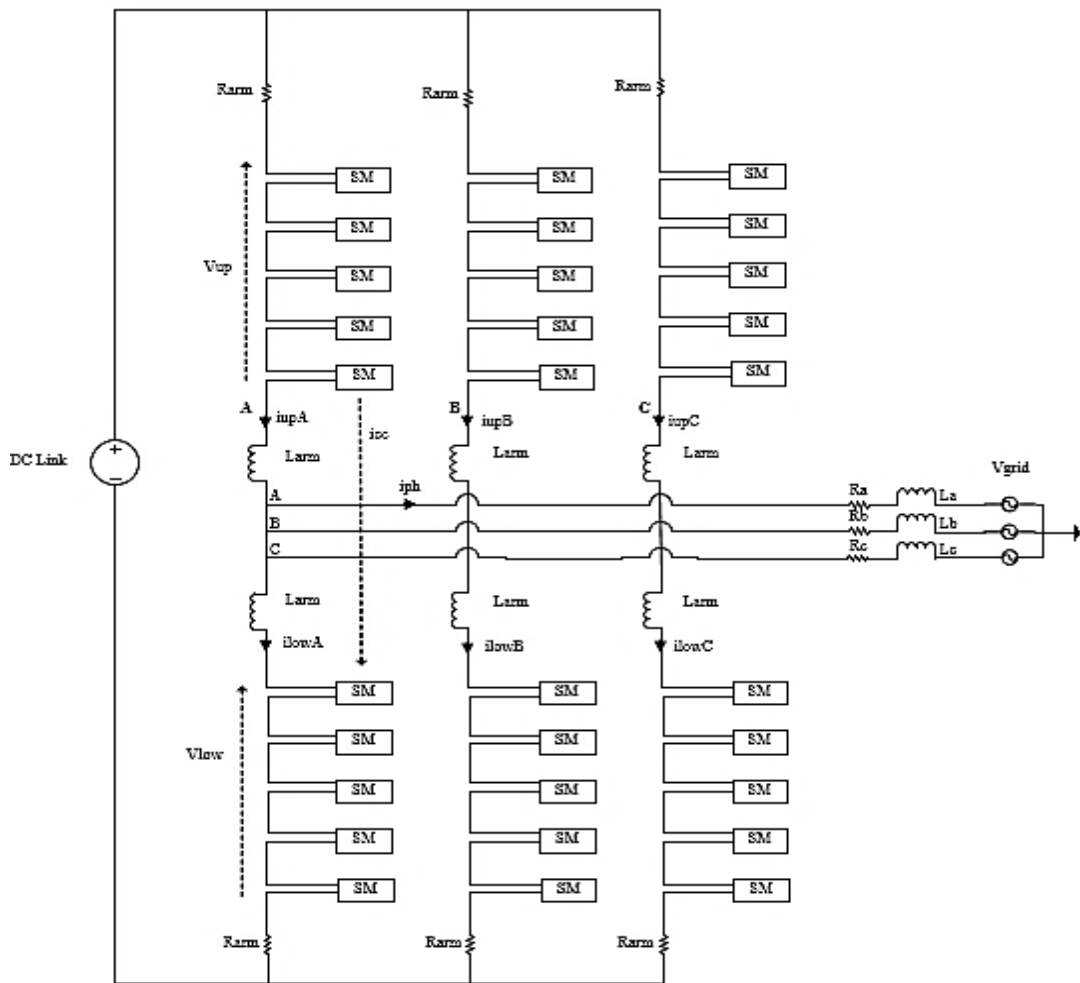 Rarm Rarm Rarm
SM SM SM
SM SM SM
Vup SM SM SM
SM SM SM
SM SM SM
A iupA B iupB C iupC
Larm Larm Larm
DC Link
A iph Ra La Vgrid
B Rb Lb
C Rc Lc
Larm Larm Larm
ilowA ilowB ilowC
SM SM SM
SM SM SM
Vlow SM SM SM
SM SM SM
SM SM SM
Rarm Rarm Rarm